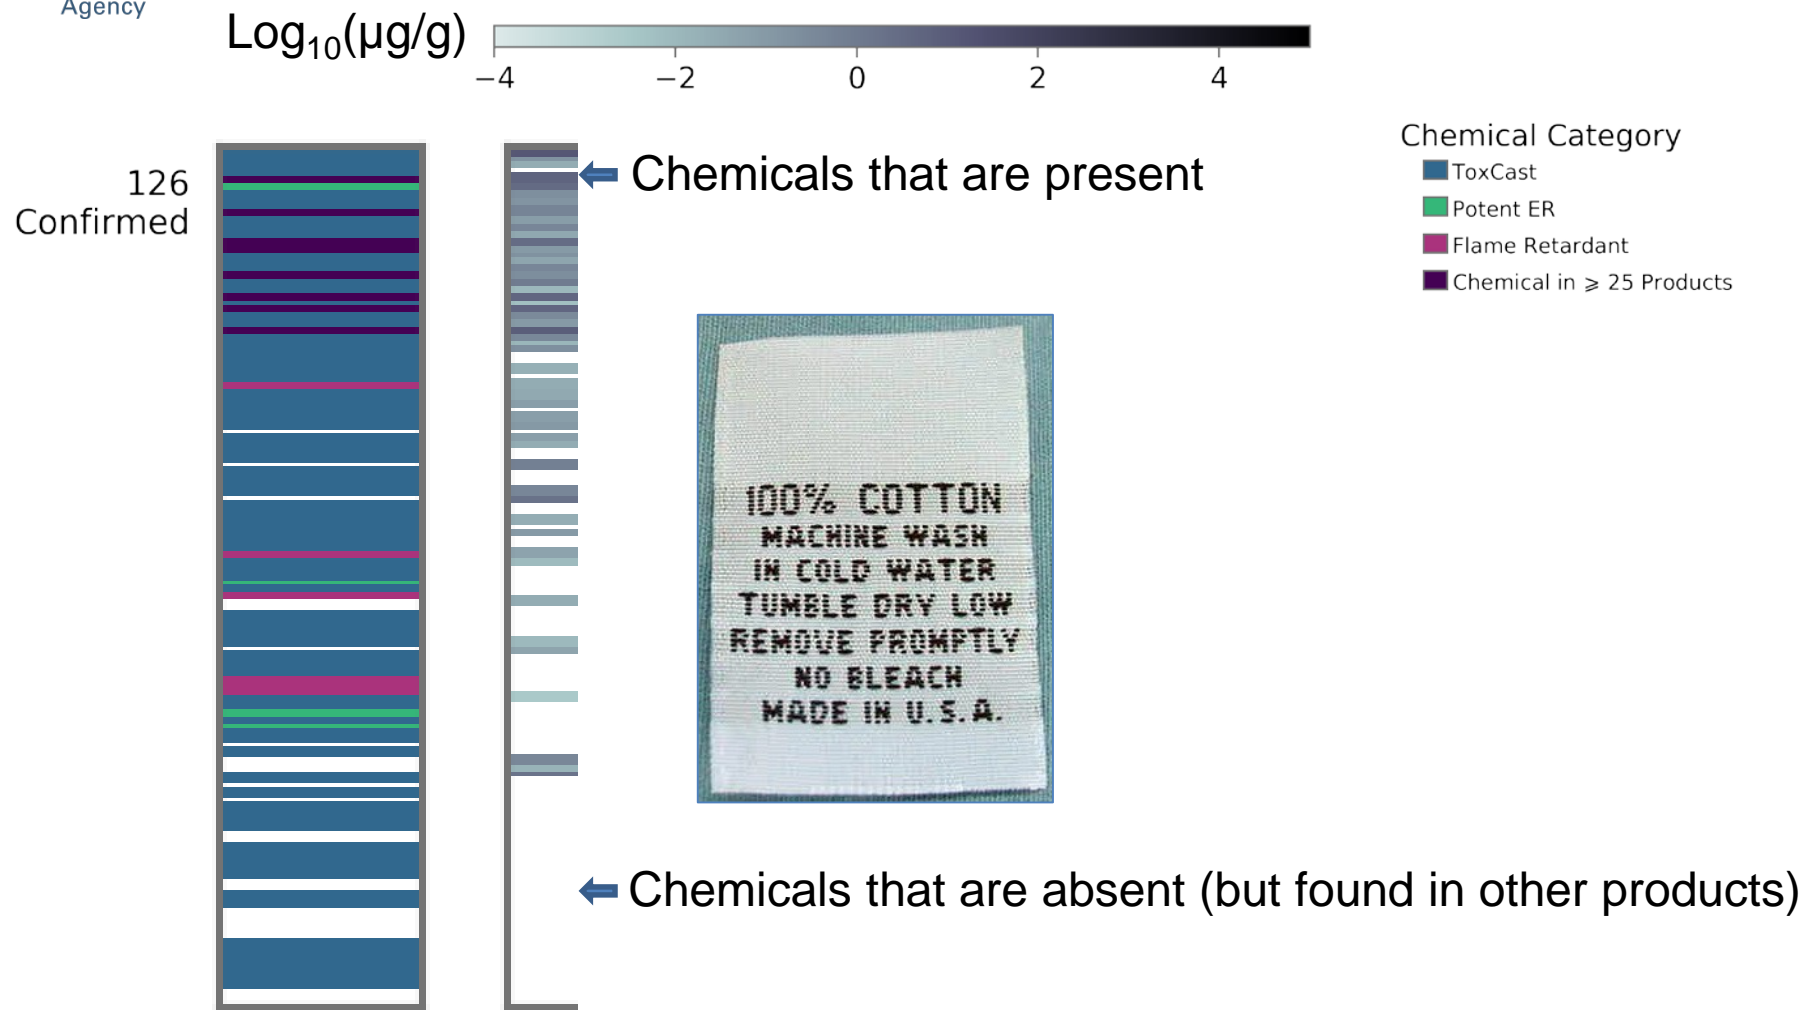 Agency
Log₁₀(µg/g)
−4 −2 0 2 4
126
Confirmed
Chemicals that are present
Chemical Category
ToxCast
Potent ER
Flame Retardant
Chemical in ⩾ 25 Products
100% COTTON
MACHINE WASH
IN COLD WATER
TUMBLE DRY LOW
REMOVE PROMPTLY
NO BLEACH
MADE IN U.S.A.
Chemicals that are absent (but found in other products)